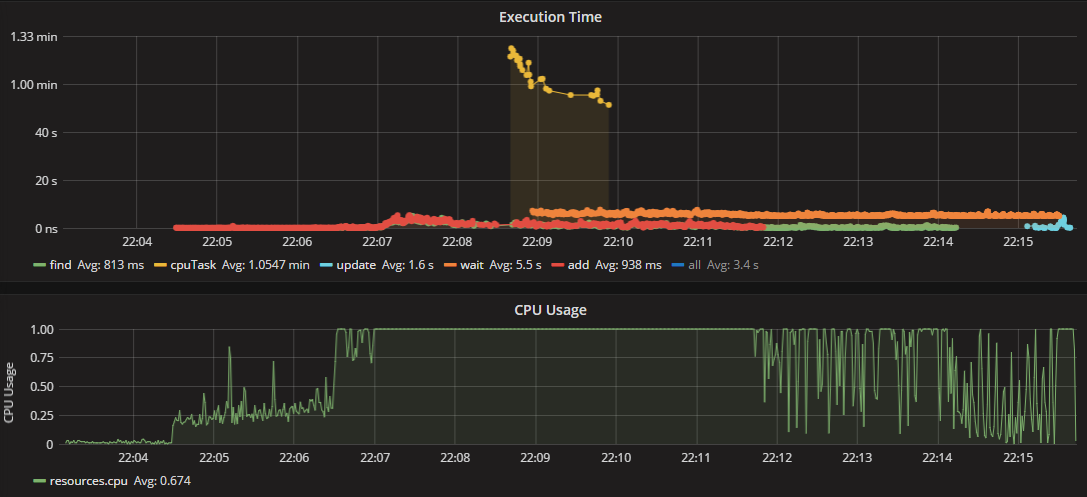 Execution Time
1.33 min
1.00 min
40 s
20 s
0 ns
22:04 22:05 22:06 22:07 22:08 22:09 22:10 22:11 22:12 22:13 22:14 22:15
find Avg: 813 ms cpuTask Avg: 1.0547 min update Avg: 1.6 s wait Avg: 5.5 s add Avg: 938 ms all Avg: 3.4 s
CPU Usage
CPU Usage
1.00
0.75
0.50
0.25
0
22:04 22:05 22:06 22:07 22:08 22:09 22:10 22:11 22:12 22:13 22:14 22:15
resources.cpu Avg: 0.674